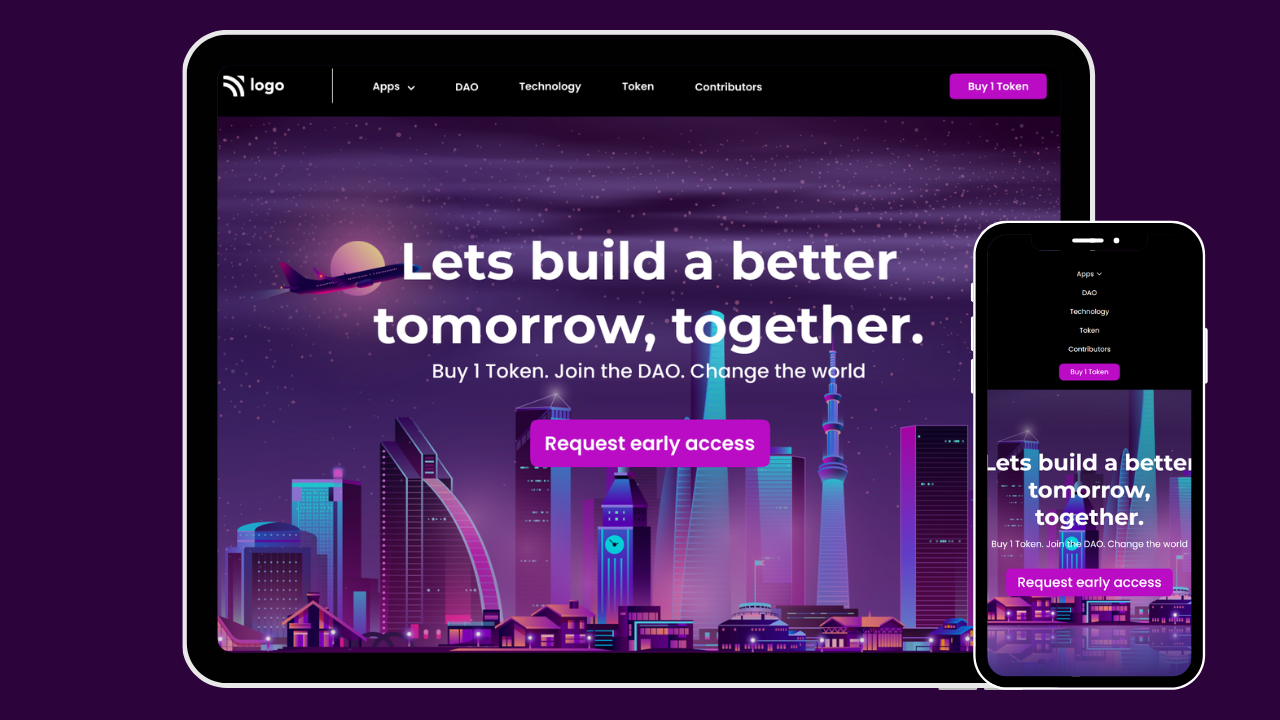 logo
Apps
DAO
Technology
Token
Contributors
Buy 1 Token
Lets build a better
tomorrow, together.
Buy 1 Token. Join the DAO. Change the world
Request early access
Apps
DAO
Technology
Token
Contributors
Buy 1 Token
Lets build a better
tomorrow,
together.
Buy 1 Token. Join the DAO. Change the world
Request early access